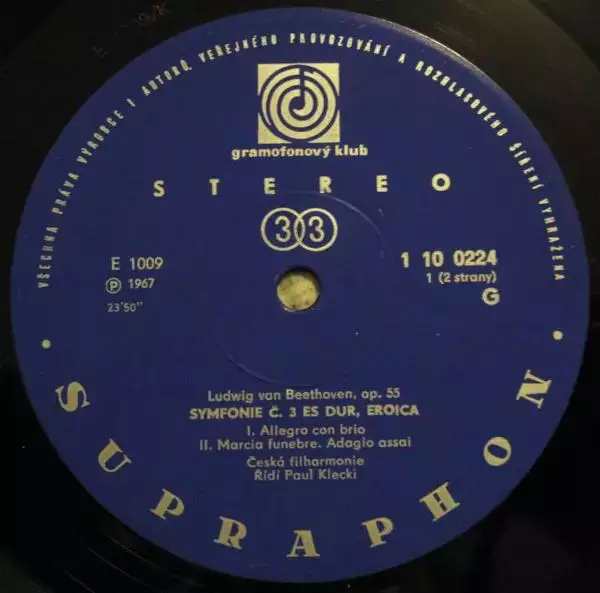 VŠECHNA PRÁVA VÝROBCE I AUTORŮ, VEŘEJNÉHO PROVOZOVÁNÍ A ROZHLASOVÉHO ŠÍŘENÍ VYHRAŽENA
gramofonový klub
STEREO
33
E 1009
Ⓟ 1967
23'50"
1 10 0224
1 (2 strany)
G
Ludwig van Beethoven, op. 55
SYMFONIE Č. 3 ES DUR, EROICA
I. Allegro con brio
II. Marcia funebre. Adagio assai
Česká filharmonie
Řídí Paul Klecki
SUPRAPHON